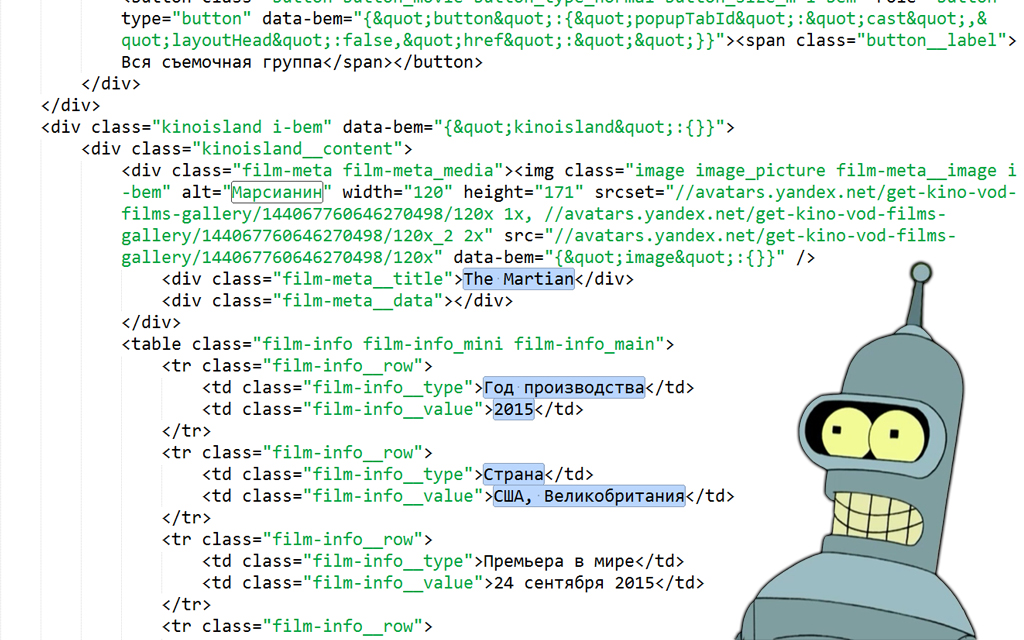 type="button" data-bem="{&quot;button&quot;:{&quot;popupTabId&quot;:&quot;cast&quot;,&
quot;layoutHead&quot;:false,&quot;href&quot;:&quot;&quot;}}"><span class="button__label">
Вся съемочная группа</span></button>
</div>
</div>
<div class="kinoisland i-bem" data-bem="{&quot;kinoisland&quot;:{}}">
<div class="kinoisland__content">
<div class="film-meta film-meta_media"><img class="image image_picture film-meta__image i
-bem" alt="Марсианин" width="120" height="171" srcset="//avatars.yandex.net/get-kino-vod-
films-gallery/144067760646270498/120x 1x, //avatars.yandex.net/get-kino-vod-films-
gallery/144067760646270498/120x_2 2x" src="//avatars.yandex.net/get-kino-vod-films-
gallery/144067760646270498/120x" data-bem="{&quot;image&quot;:{}}" />
<div class="film-meta__title">The Martian</div>
<div class="film-meta__data"></div>
</div>
<table class="film-info film-info_mini film-info_main">
<tr class="film-info__row">
<td class="film-info__type">Год производства</td>
<td class="film-info__value">2015</td>
</tr>
<tr class="film-info__row">
<td class="film-info__type">Страна</td>
<td class="film-info__value">США, Великобритания</td>
</tr>
<tr class="film-info__row">
<td class="film-info__type">Премьера в мире</td>
<td class="film-info__value">24 сентября 2015</td>
</tr>
<tr class="film-info__row">